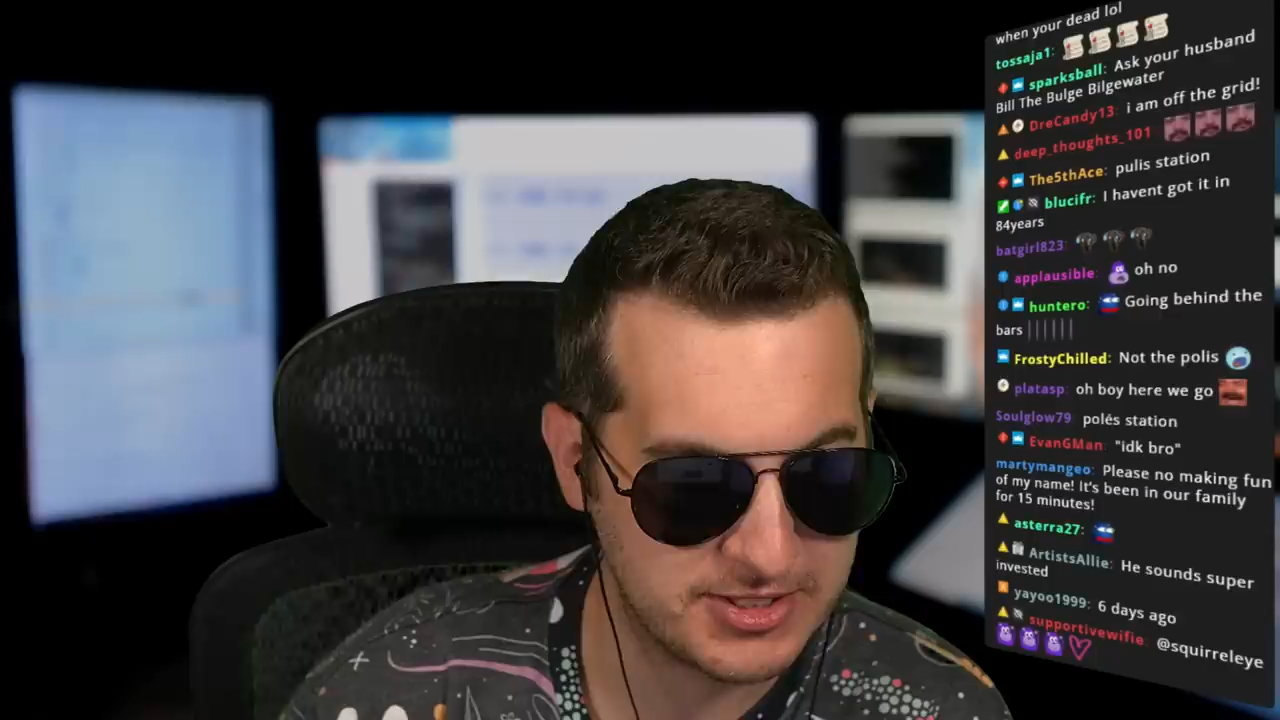 when your dead lol
tossaja1:
sparksball: Ask your husband
Bill The Bulge Bilgewater
DreCandy13: i am off the grid!
deep_thoughts_101
The5thAce: pulis station
blucifr: I havent got it in
84years
batgirl823:
applausible: oh no
huntero: Going behind the
bars ||||||
FrostyChilled: Not the polis
platasp: oh boy here we go
Soulglow79: polés station
EvanGMan: "idk bro"
martymangeo: Please no making fun
of my name! It's been in our family
for 15 minutes!
asterra27:
ArtistsAllie: He sounds super
invested
yayoo1999: 6 days ago
supportivewifie: @squirreleye